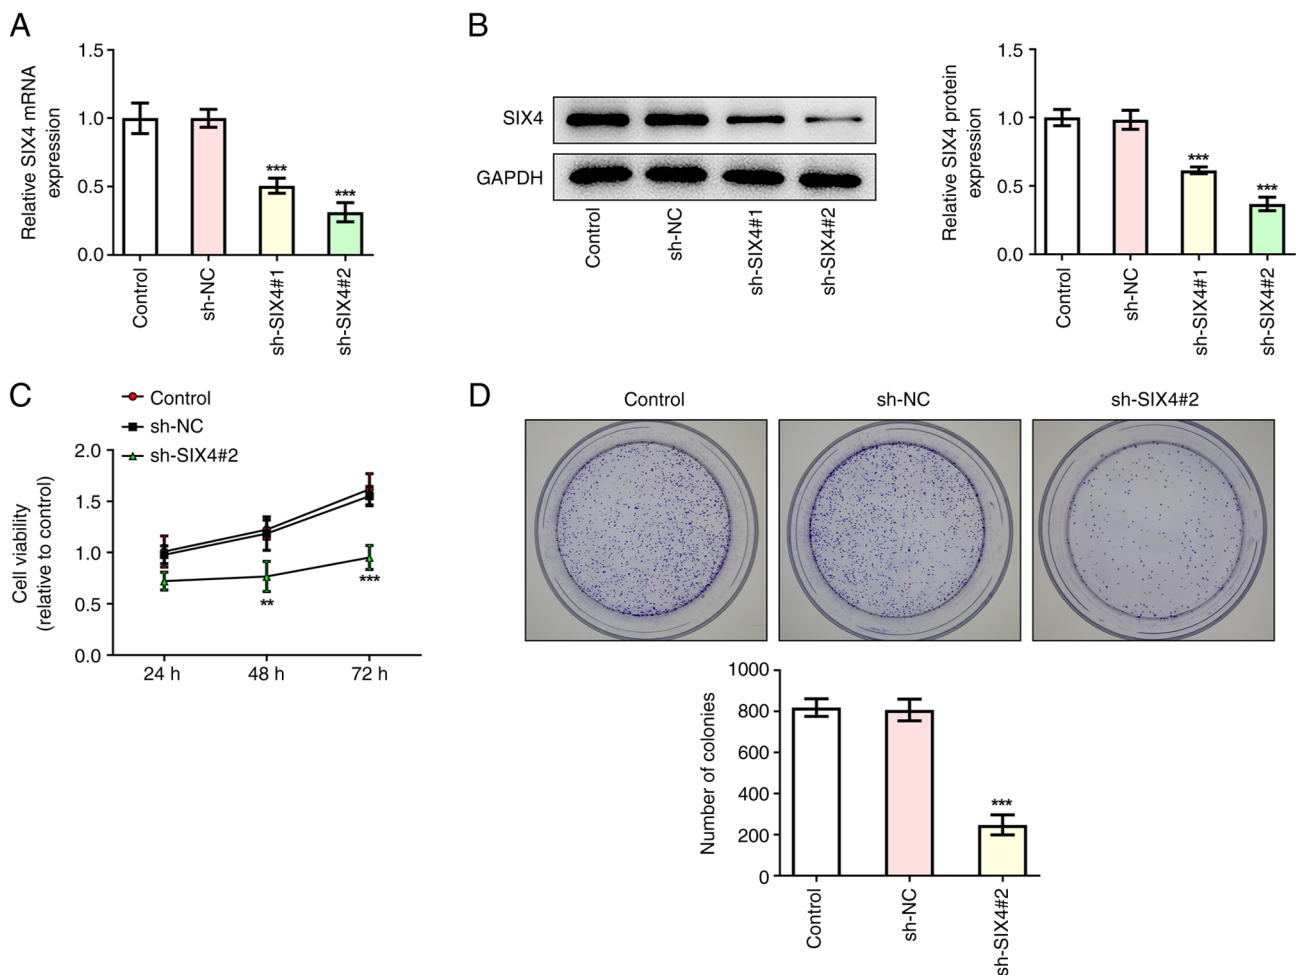 A
Relative SIX4 mRNA
expression
1.5
1.0
0.5
0.0
***
***
Control
sh-NC
sh-SIX4#1
sh-SIX4#2
B
SIX4
GAPDH
Control
sh-NC
sh-SIX4#1
sh-SIX4#2
Relative SIX4 protein
expression
1.5
1.0
0.5
0.0
***
***
Control
sh-NC
sh-SIX4#1
sh-SIX4#2
C
Control
sh-NC
sh-SIX4#2
Cell viability
(relative to control)
2.0
1.5
1.0
0.5
0.0
**
***
24 h
48 h
72 h
D
Control
sh-NC
sh-SIX4#2
Number of colonies
1000
800
600
400
200
0
***
Control
sh-NC
sh-SIX4#2